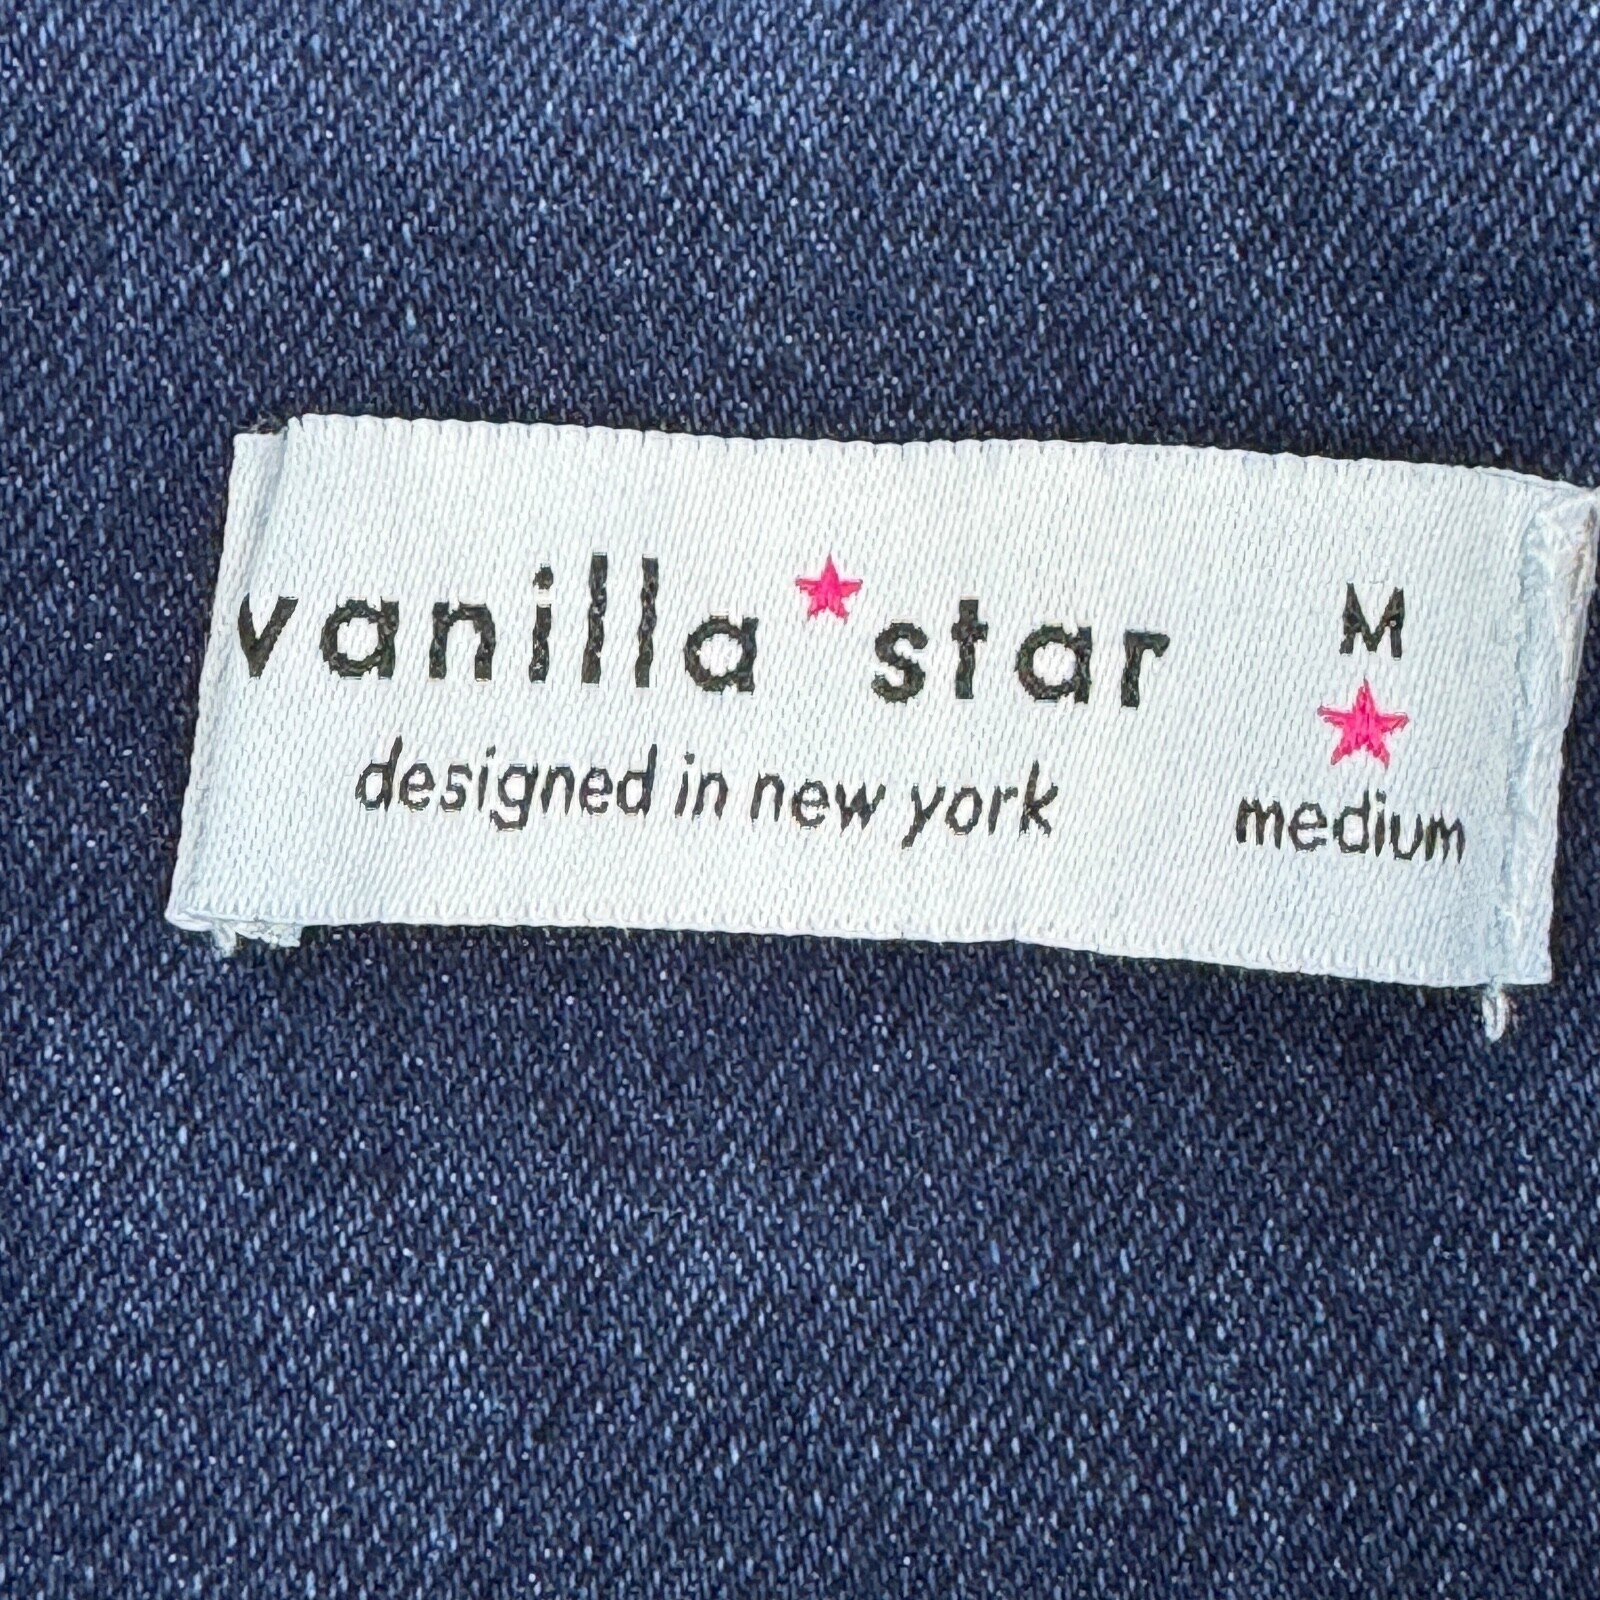 vanilla★star
designed in new york
M
★
medium